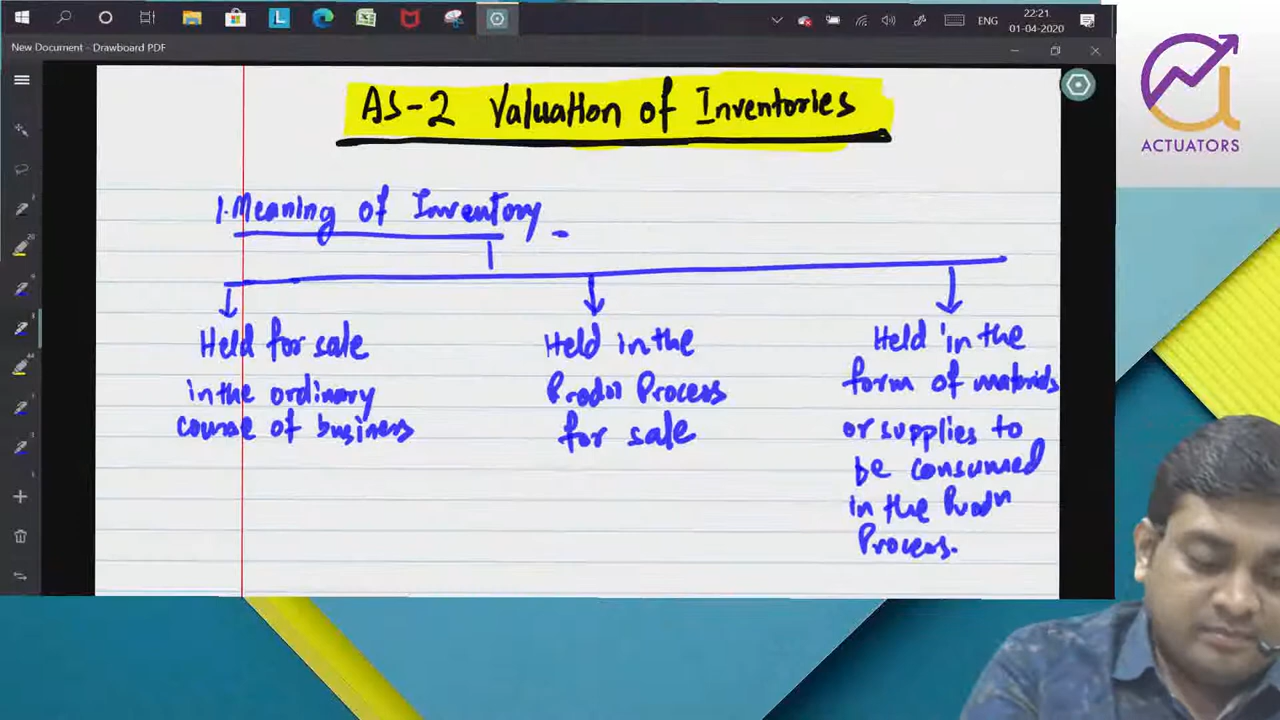 22:21
ENG
01-04-2020
New Document - Drawboard PDF
AS-2 Valuation of Inventories
ACTUATORS
1. Meaning of Inventory
Held for sale
in the ordinary
course of business
Held in the
Prodn Process
for sale
Held in the
form of materials
or supplies to
be consumed
in the Prodn
Process.